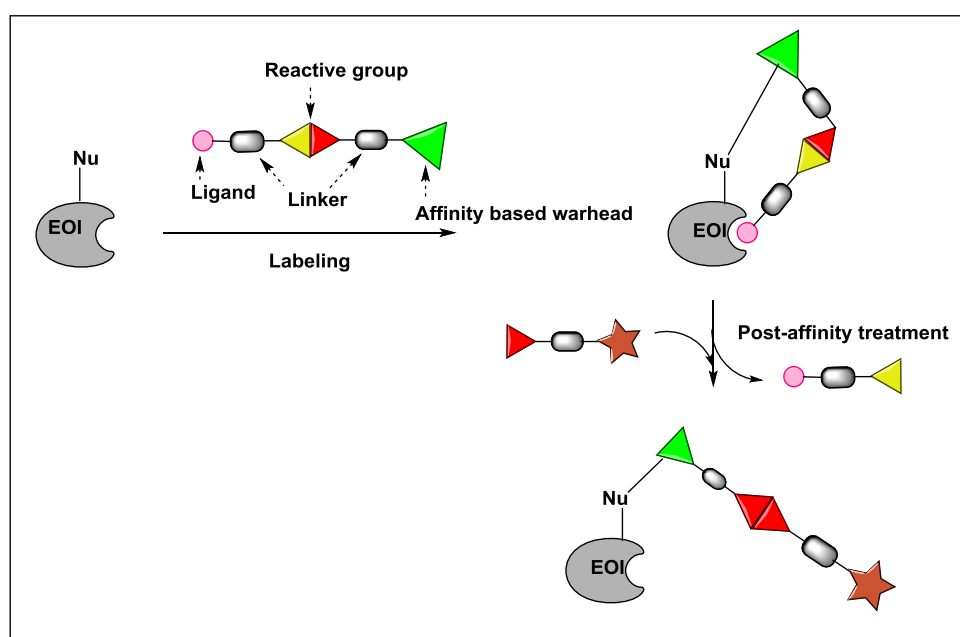 Reactive group
Nu
EOI
Ligand
Linker
Affinity based warhead
Labeling
Nu
EOI
Post-affinity treatment
Nu
EOI